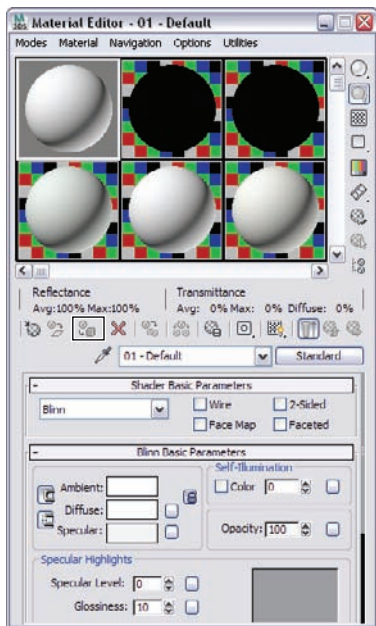 Material Editor - 01 - Default
Modes Material Navigation Options Utilities
Reflectance
Avg:100% Max:100%
Transmittance
Avg: 0% Max: 0% Diffuse: 0%
01 - Default
Standard
- Shader Basic Parameters
Blinn
Wire
2-Sided
Face Map
Faceted
- Blinn Basic Parameters
Ambient:
Diffuse:
Specular:
Self-Illumination
Color 0
Opacity: 100
Specular Highlights
Specular Level: 0
Glossiness: 10